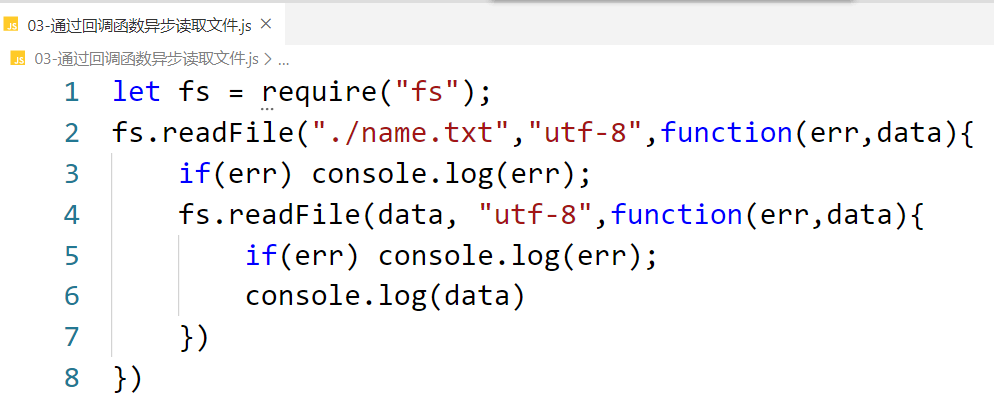 JS 03-通过回调函数异步读取文件.js ×
JS 03-通过回调函数异步读取文件.js > ...
1 let fs = require("fs");
2 fs.readFile("./name.txt","utf-8",function(err,data){
3     if(err) console.log(err);
4     fs.readFile(data, "utf-8",function(err,data){
5         if(err) console.log(err);
6         console.log(data)
7     })
8 })